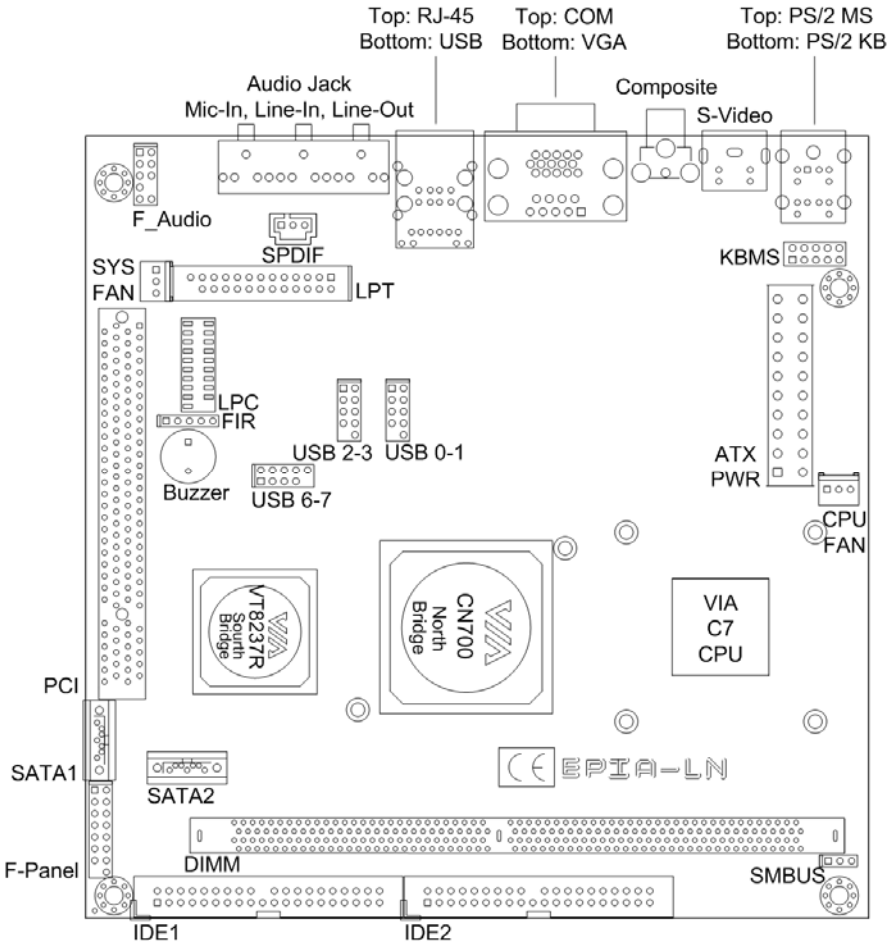 Top: RJ-45
Bottom: USB
Top: COM
Bottom: VGA
Top: PS/2 MS
Bottom: PS/2 KB
Audio Jack
Mic-In, Line-In, Line-Out
Composite
S-Video
F_Audio
SPDIF
KBMS
SYS
FAN
LPT
LPC
FIR
USB 2-3
USB 0-1
Buzzer
USB 6-7
ATX
PWR
CPU
FAN
VIA
VT8237R
Sourth
Bridge
VIA
CN700
North
Bridge
VIA
C7
CPU
PCI
SATA1
SATA2
CE EPIA-LN
F-Panel
DIMM
SMBUS
IDE1
IDE2